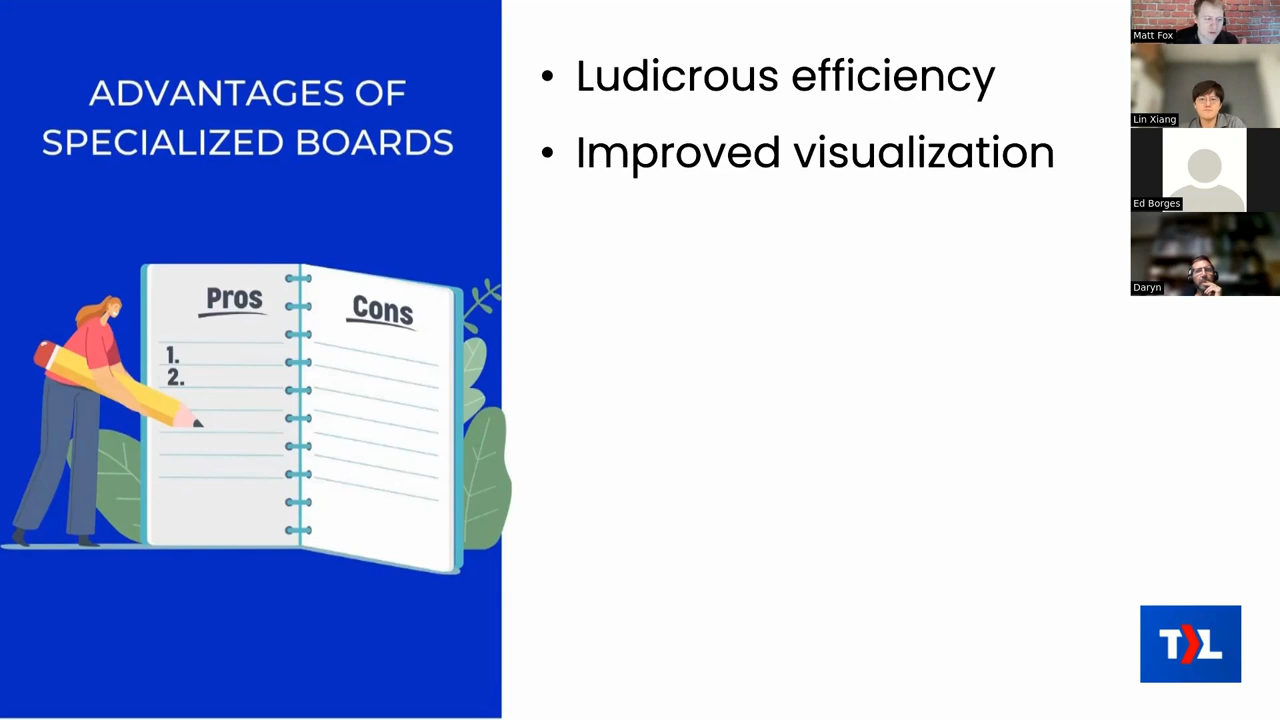 ADVANTAGES OF
SPECIALIZED BOARDS
• Ludicrous efficiency
• Improved visualization
Pros
Cons
1.
2.
Matt Fox
Lin Xiang
Ed Borges
Daryn
TL